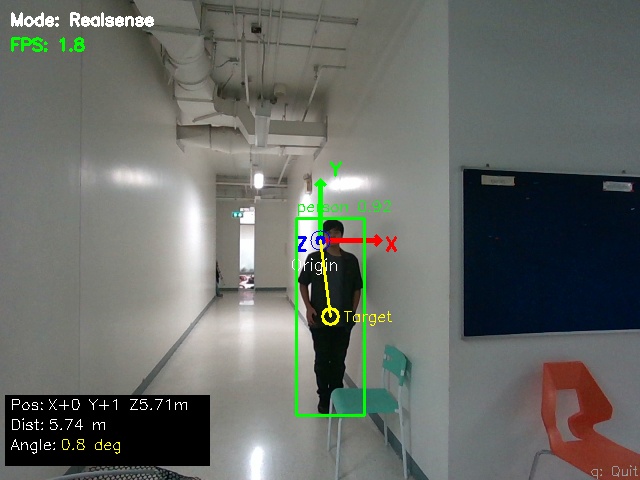 Mode: Realsense
FPS: 1.8
Y
person 0.93
Z
X
Origin
Target
Pos: X+0 Y+1 Z5.71m
Dist: 5.74 m
Angle: 0.8 deg
q: Quit